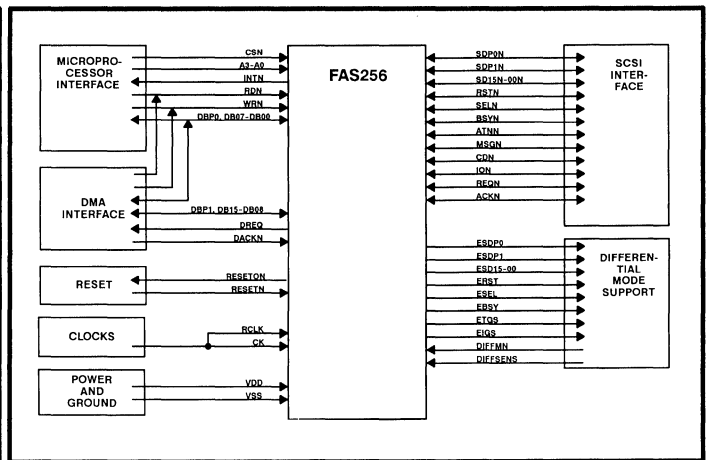 MICROPRO-
CESSOR
INTERFACE
CSN
A3-A0
INTN
RDN
WRN
DBP0, DB07-DB00
DMA
INTERFACE
DBP1, DB15-DB08
DREQ
DACKN
RESET
RESETON
RESETN
CLOCKS
RCLK
CK
POWER
AND
GROUND
VDD
VSS
FAS256
SDP0N
SDP1N
SD15N-00N
RSTN
SELN
BSYN
ATNN
MSGN
CDN
ION
REQN
ACKN
SCSI
INTER-
FACE
ESDP0
ESDP1
ESD15-00
ERST
ESEL
EBSY
ETGS
EIGS
DIFFMN
DIFFSENS
DIFFEREN-
TIAL
MODE
SUPPORT